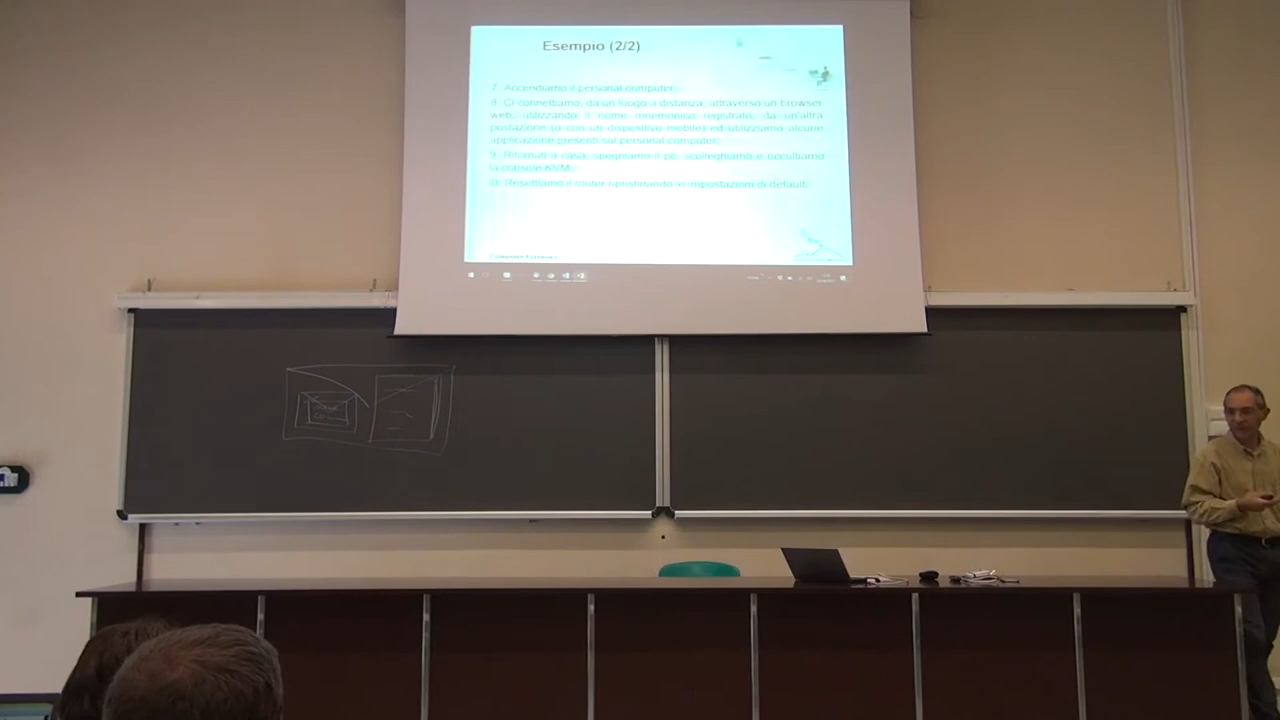 Esempio (2/2)
7. Accendiamo il personal computer;
8. Ci connettiamo, da un luogo a distanza, attraverso un browser
web, utilizzando il nome mnemonico registrato, da un'altra
postazione (o con un dispositivo mobile) ed utilizziamo alcune
applicazione presenti sul personal computer;
9. Ritornati a casa, spegniamo il pc, scolleghiamo e occultiamo
la console KVM;
10. Resettiamo il router ripristinando le impostazioni di default;